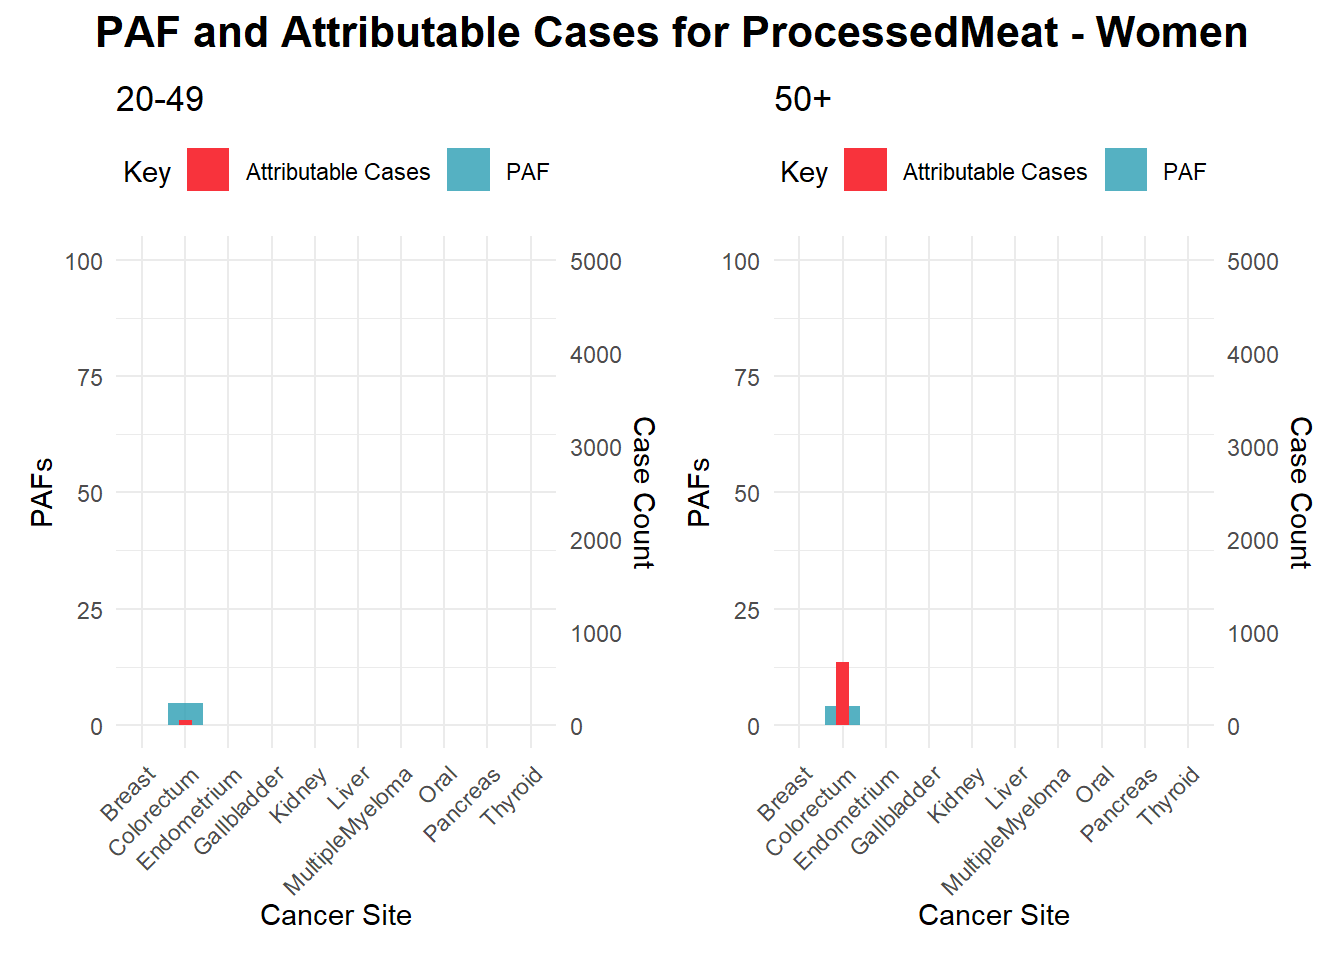 PAF and Attributable Cases for ProcessedMeat - Women
20-49
Key Attributable Cases PAF
100
75
50
25
0
PAFs
5000
4000
3000
2000
1000
0
Case Count
Breast
Colorectum
Endometrium
Gallbladder
Kidney
Liver
MultipleMyeloma
Oral
Pancreas
Thyroid
Cancer Site
50+
Key Attributable Cases PAF
100
75
50
25
0
PAFs
5000
4000
3000
2000
1000
0
Case Count
Breast
Colorectum
Endometrium
Gallbladder
Kidney
Liver
MultipleMyeloma
Oral
Pancreas
Thyroid
Cancer Site